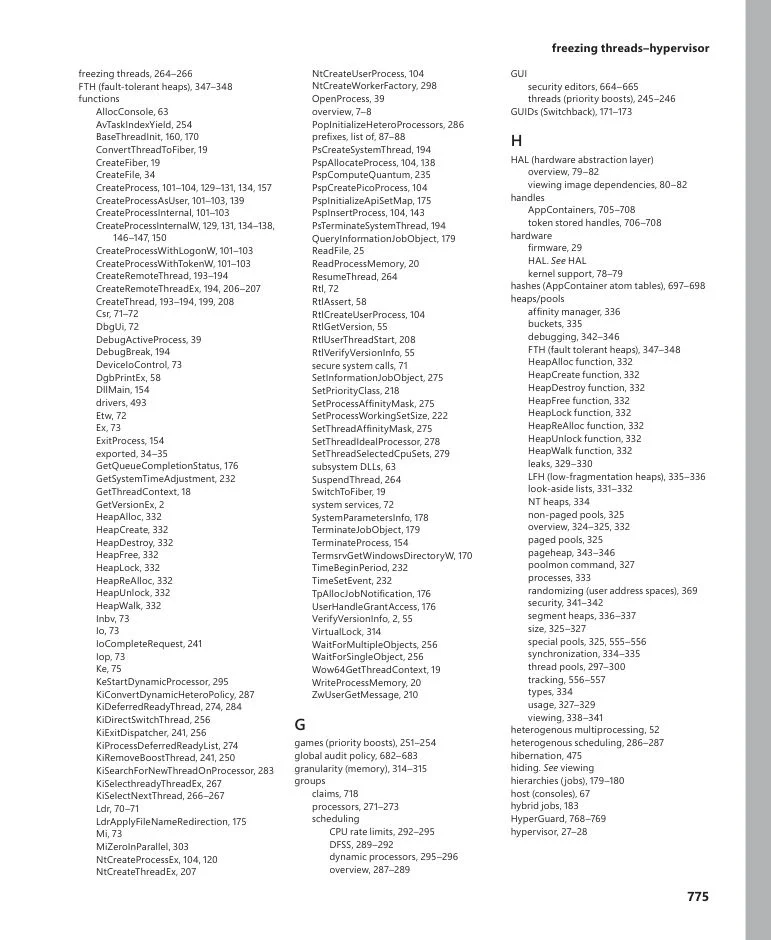 freezing threads–hypervisor
freezing threads, 264–266
FTH (fault-tolerant heaps), 347–348
functions
AllocConsole, 63
AvTaskIndexYield, 254
BaseThreadInit, 160, 170
ConvertThreadToFiber, 19
CreateFiber, 19
CreateFile, 34
CreateProcess, 101–104, 129–131, 134, 157
CreateProcessAsUser, 101–103, 139
CreateProcessInternal, 101–103
CreateProcessInternalW, 129, 131, 134–138,
146–147, 150
CreateProcessWithLogonW, 101–103
CreateProcessWithTokenW, 101–103
CreateRemoteThread, 193–194
CreateRemoteThreadEx, 194, 206–207
CreateThread, 193–194, 199, 208
Csr, 71–72
DbgUi, 72
DebugActiveProcess, 39
DebugBreak, 194
DeviceIoControl, 73
DgbPrintEx, 58
DllMain, 154
drivers, 493
Etw, 72
Ex, 73
ExitProcess, 154
exported, 34–35
GetQueueCompletionStatus, 176
GetSystemTimeAdjustment, 232
GetThreadContext, 18
GetVersionEx, 2
HeapAlloc, 332
HeapCreate, 332
HeapDestroy, 332
HeapFree, 332
HeapLock, 332
HeapReAlloc, 332
HeapUnlock, 332
HeapWalk, 332
Inbv, 73
Io, 73
IoCompleteRequest, 241
Iop, 73
Ke, 75
KeStartDynamicProcessor, 295
KiConvertDynamicHeteroPolicy, 287
KiDeferredReadyThread, 274, 284
KiDirectSwitchThread, 256
KiExitDispatcher, 241, 256
KiProcessDeferredReadyList, 274
KiRemoveBoostThread, 241, 250
KiSearchForNewThreadOnProcessor, 283
KiSelecthreadyThreadEx, 267
KiSelectNextThread, 266–267
Ldr, 70–71
LdrApplyFileNameRedirection, 175
Mi, 73
MiZeroInParallel, 303
NtCreateProcessEx, 104, 120
NtCreateThreadEx, 207
NtCreateUserProcess, 104
NtCreateWorkerFactory, 298
OpenProcess, 39
overview, 7–8
PopInitializeHeteroProcessors, 286
prefixes, list of, 87–88
PsCreateSystemThread, 194
PspAllocateProcess, 104, 138
PspComputeQuantum, 235
PspCreatePicoProcess, 104
PspInitializeApiSetMap, 175
PspInsertProcess, 104, 143
PsTerminateSystemThread, 194
QueryInformationJobObject, 179
ReadFile, 25
ReadProcessMemory, 20
ResumeThread, 264
Rtl, 72
RtlAssert, 58
RtlCreateUserProcess, 104
RtlGetVersion, 55
RtlUserThreadStart, 208
RtlVerifyVersionInfo, 55
secure system calls, 71
SetInformationJobObject, 275
SetPriorityClass, 218
SetProcessAffinityMask, 275
SetProcessWorkingSetSize, 222
SetThreadAffinityMask, 275
SetThreadIdealProcessor, 278
SetThreadSelectedCpuSets, 279
subsystem DLLs, 63
SuspendThread, 264
SwitchToFiber, 19
system services, 72
SystemParametersInfo, 178
TerminateJobObject, 179
TerminateProcess, 154
TermsrvGetWindowsDirectoryW, 170
TimeBeginPeriod, 232
TimeSetEvent, 232
TpAllocJobNotification, 176
UserHandleGrantAccess, 176
VerifyVersionInfo, 2, 55
VirtualLock, 314
WaitForMultipleObjects, 256
WaitForSingleObject, 256
Wow64GetThreadContext, 19
WriteProcessMemory, 20
ZwUserGetMessage, 210
G
games (priority boosts), 251–254
global audit policy, 682–683
granularity (memory), 314–315
groups
claims, 718
processors, 271–273
scheduling
CPU rate limits, 292–295
DFSS, 289–292
dynamic processors, 295–296
overview, 287–289
GUI
security editors, 664–665
threads (priority boosts), 245–246
GUIDs (Switchback), 171–173
H
HAL (hardware abstraction layer)
overview, 79–82
viewing image dependencies, 80–82
handles
AppContainers, 705–708
token stored handles, 706–708
hardware
firmware, 29
HAL. See HAL
kernel support, 78–79
hashes (AppContainer atom tables), 697–698
heaps/pools
affinity manager, 336
buckets, 335
debugging, 342–346
FTH (fault tolerant heaps), 347–348
HeapAlloc function, 332
HeapCreate function, 332
HeapDestroy function, 332
HeapFree function, 332
HeapLock function, 332
HeapReAlloc function, 332
HeapUnlock function, 332
HeapWalk function, 332
leaks, 329–330
LFH (low-fragmentation heaps), 335–336
look-aside lists, 331–332
NT heaps, 334
non-paged pools, 325
overview, 324–325, 332
paged pools, 325
pageheap, 343–346
poolmon command, 327
processes, 333
randomizing (user address spaces), 369
security, 341–342
segment heaps, 336–337
size, 325–327
special pools, 325, 555–556
synchronization, 334–335
thread pools, 297–300
tracking, 556–557
types, 334
usage, 327–329
viewing, 338–341
heterogenous multiprocessing, 52
heterogenous scheduling, 286–287
hibernation, 475
hiding. See viewing
hierarchies (jobs), 179–180
host (consoles), 67
hybrid jobs, 183
HyperGuard, 768–769
hypervisor, 27–28
775